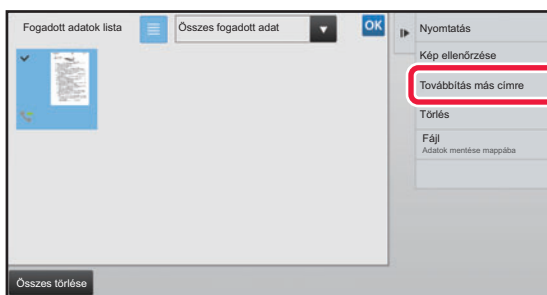 Fogadott adatok lista
Összes fogadott adat
OK
Nyomtatás
Kép ellenőrzése
Továbbítás más címre
Törlés
Fájl
Adatok mentése mappába
Összes törlése